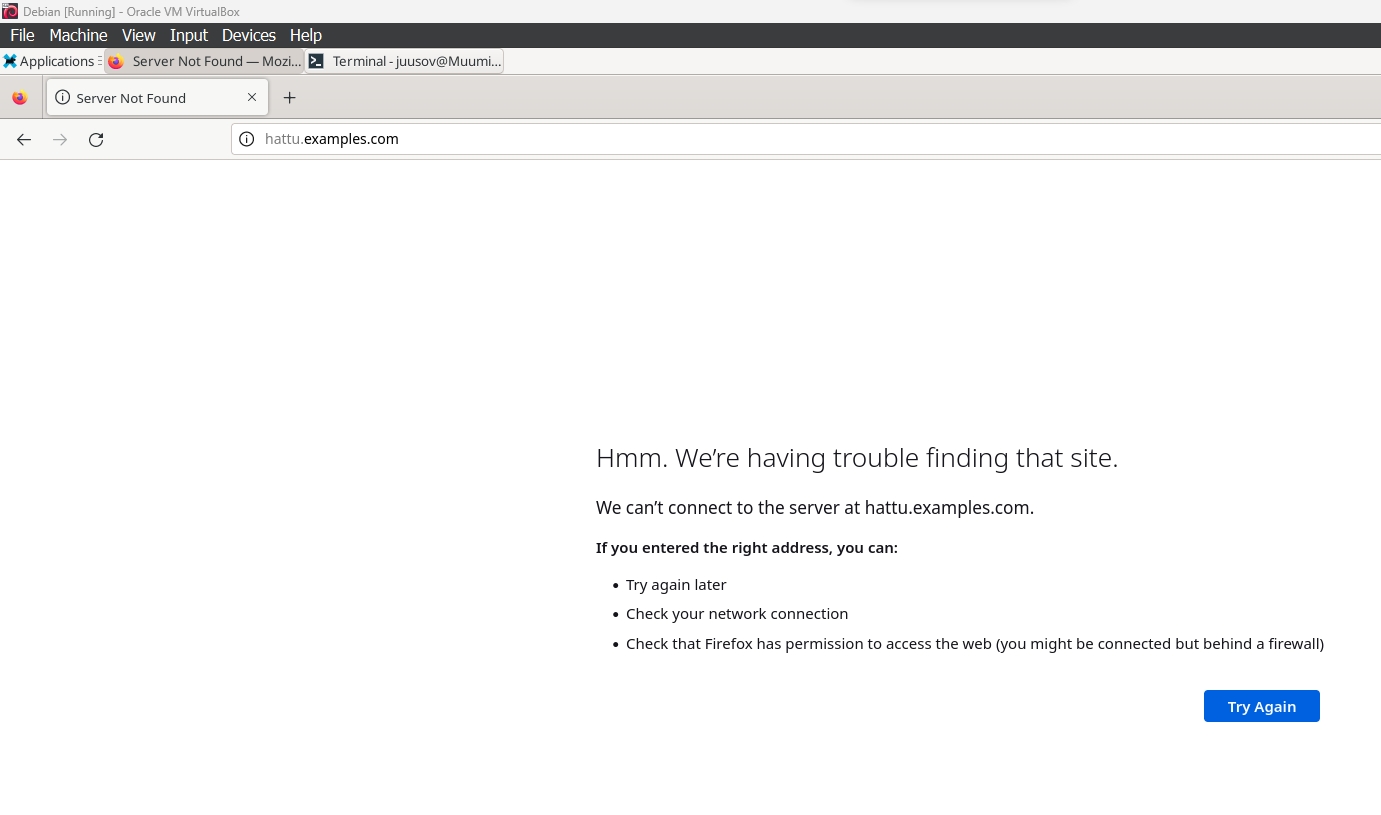 Debian [Running] - Oracle VM VirtualBox
File Machine View Input Devices Help
Applications Server Not Found — Mozi... Terminal - juusov@Muumi...
Server Not Found
hattu.examples.com
Hmm. We’re having trouble finding that site.
We can’t connect to the server at hattu.examples.com.
If you entered the right address, you can:
• Try again later
• Check your network connection
• Check that Firefox has permission to access the web (you might be connected but behind a firewall)
Try Again